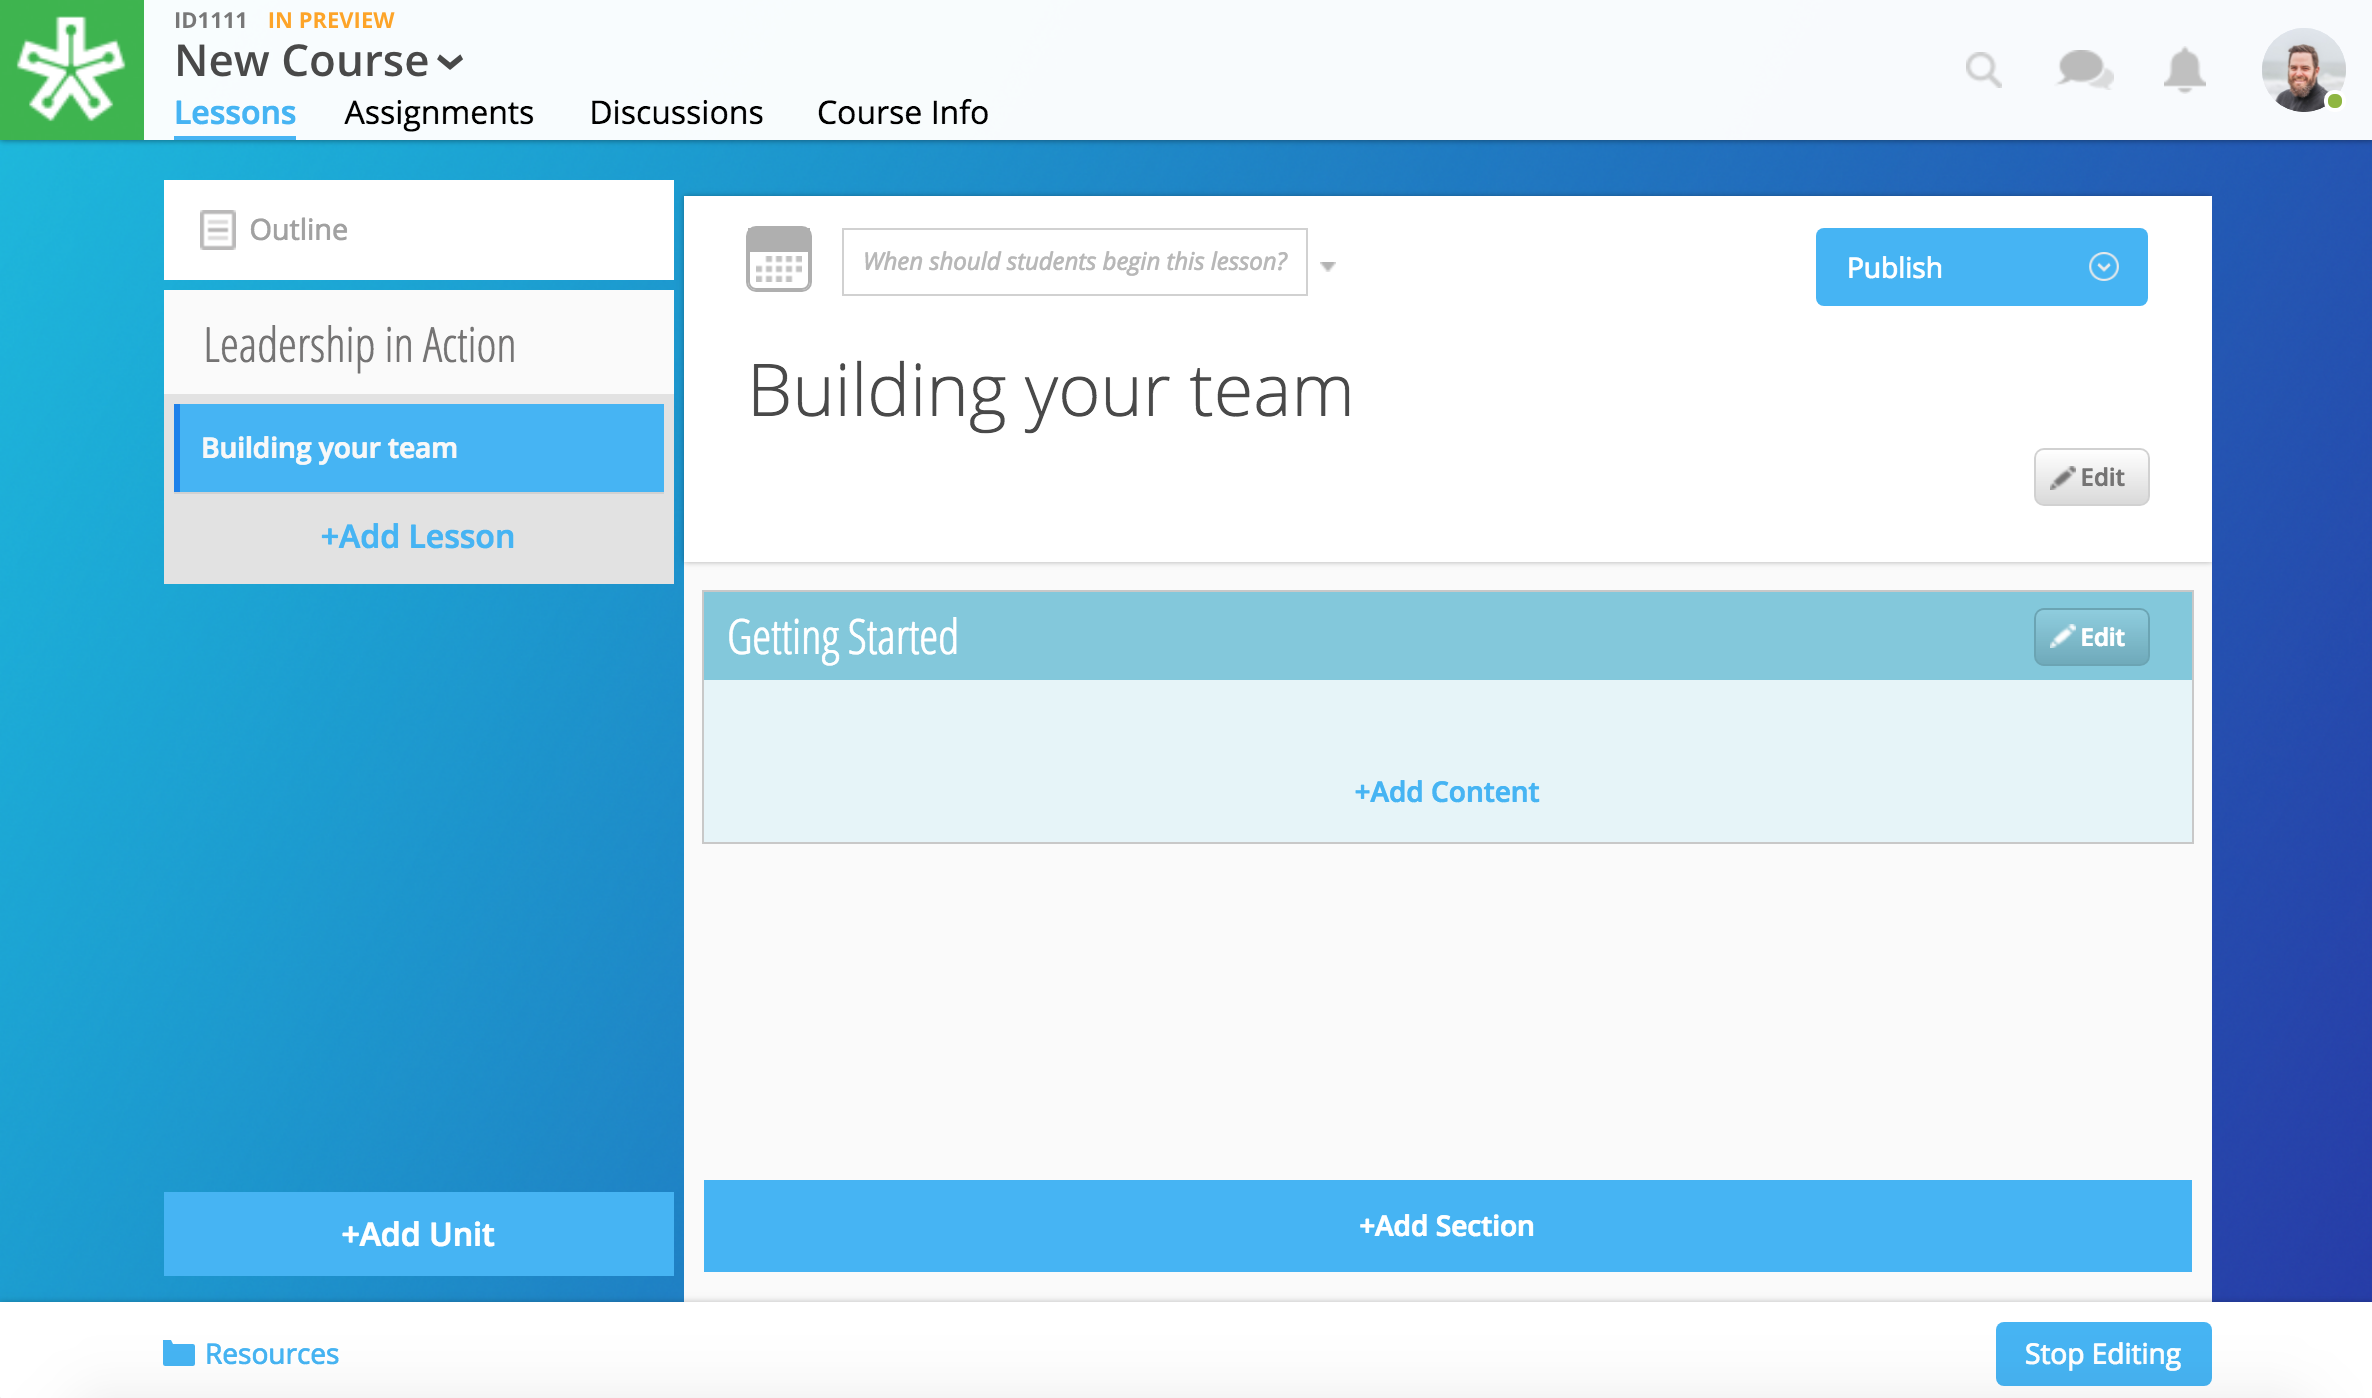 ID1111 IN PREVIEW
New Course
Lessons Assignments Discussions Course Info
Outline
Leadership in Action
Building your team
+Add Lesson
+Add Unit
When should students begin this lesson?
Publish
Building your team
Edit
Getting Started
Edit
+Add Content
+Add Section
Resources
Stop Editing